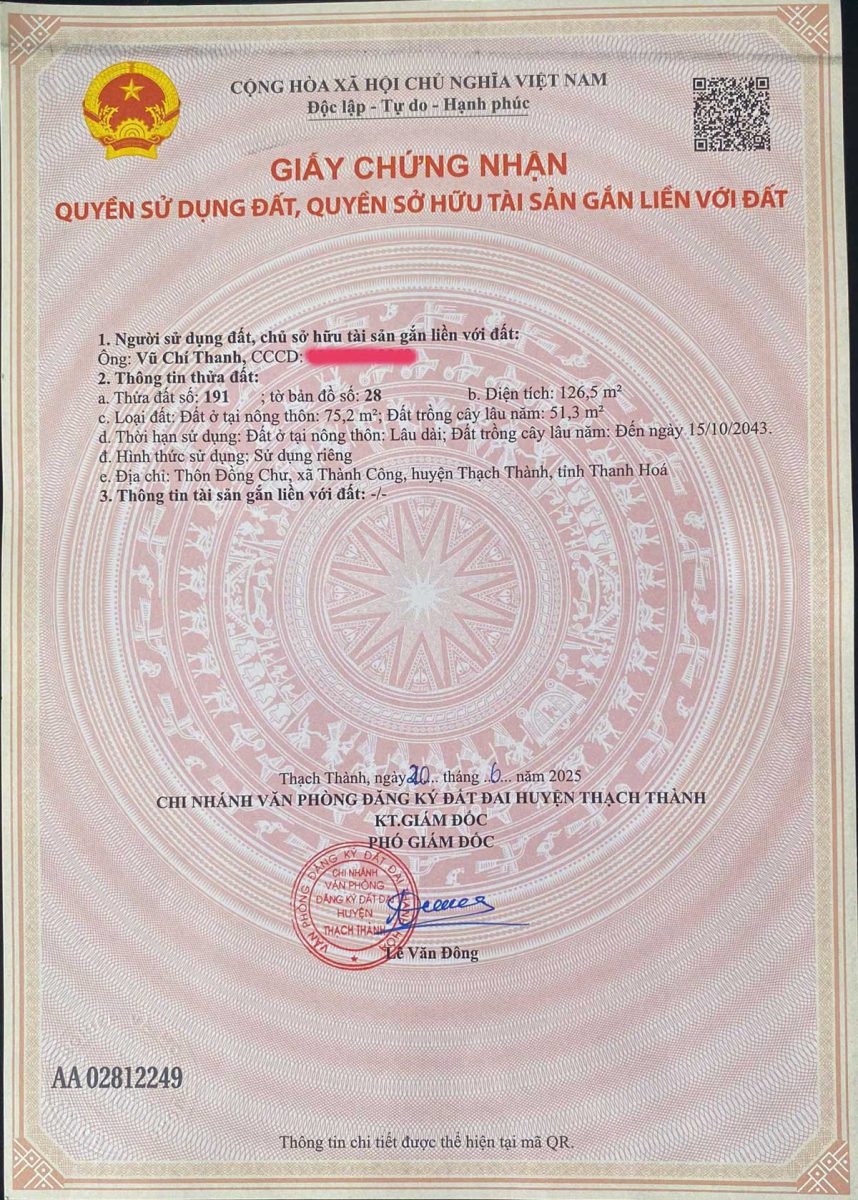 CỘNG HÒA XÃ HỘI CHỦ NGHĨA VIỆT NAM
Độc lập - Tự do - Hạnh phúc
GIẤY CHỨNG NHẬN
QUYỀN SỬ DỤNG ĐẤT, QUYỀN SỞ HỮU TÀI SẢN GẮN LIỀN VỚI ĐẤT
1. Người sử dụng đất, chủ sở hữu tài sản gắn liền với đất:
Ông: Vũ Chí Thanh, CCCD:
2. Thông tin thửa đất:
a. Thửa đất số: 191 ; tờ bản đồ số: 28 b. Diện tích: 126,5 m²
c. Loại đất: Đất ở tại nông thôn: 75,2 m²; Đất trồng cây lâu năm: 51,3 m²
d. Thời hạn sử dụng: Đất ở tại nông thôn: Lâu dài; Đất trồng cây lâu năm: Đến ngày 15/10/2043.
đ. Hình thức sử dụng: Sử dụng riêng
e. Địa chỉ: Thôn Đồng Chư, xã Thành Công, huyện Thạch Thành, tỉnh Thanh Hoá
3. Thông tin tài sản gắn liền với đất: -/-
Thạch Thành, ngày 20... tháng ..6... năm 2025
CHI NHÁNH VĂN PHÒNG ĐĂNG KÝ ĐẤT ĐAI HUYỆN THẠCH THÀNH
KT.GIÁM ĐỐC
PHÓ GIÁM ĐỐC
VĂN PHÒNG ĐĂNG KÝ ĐẤT ĐAI THANH HÓA
CHI NHÁNH
VĂN PHÒNG
ĐĂNG KÝ ĐẤT ĐAI
HUYỆN
THẠCH THÀNH
Lê Văn Đông
AA 02812249
Thông tin chi tiết được thể hiện tại mã QR.